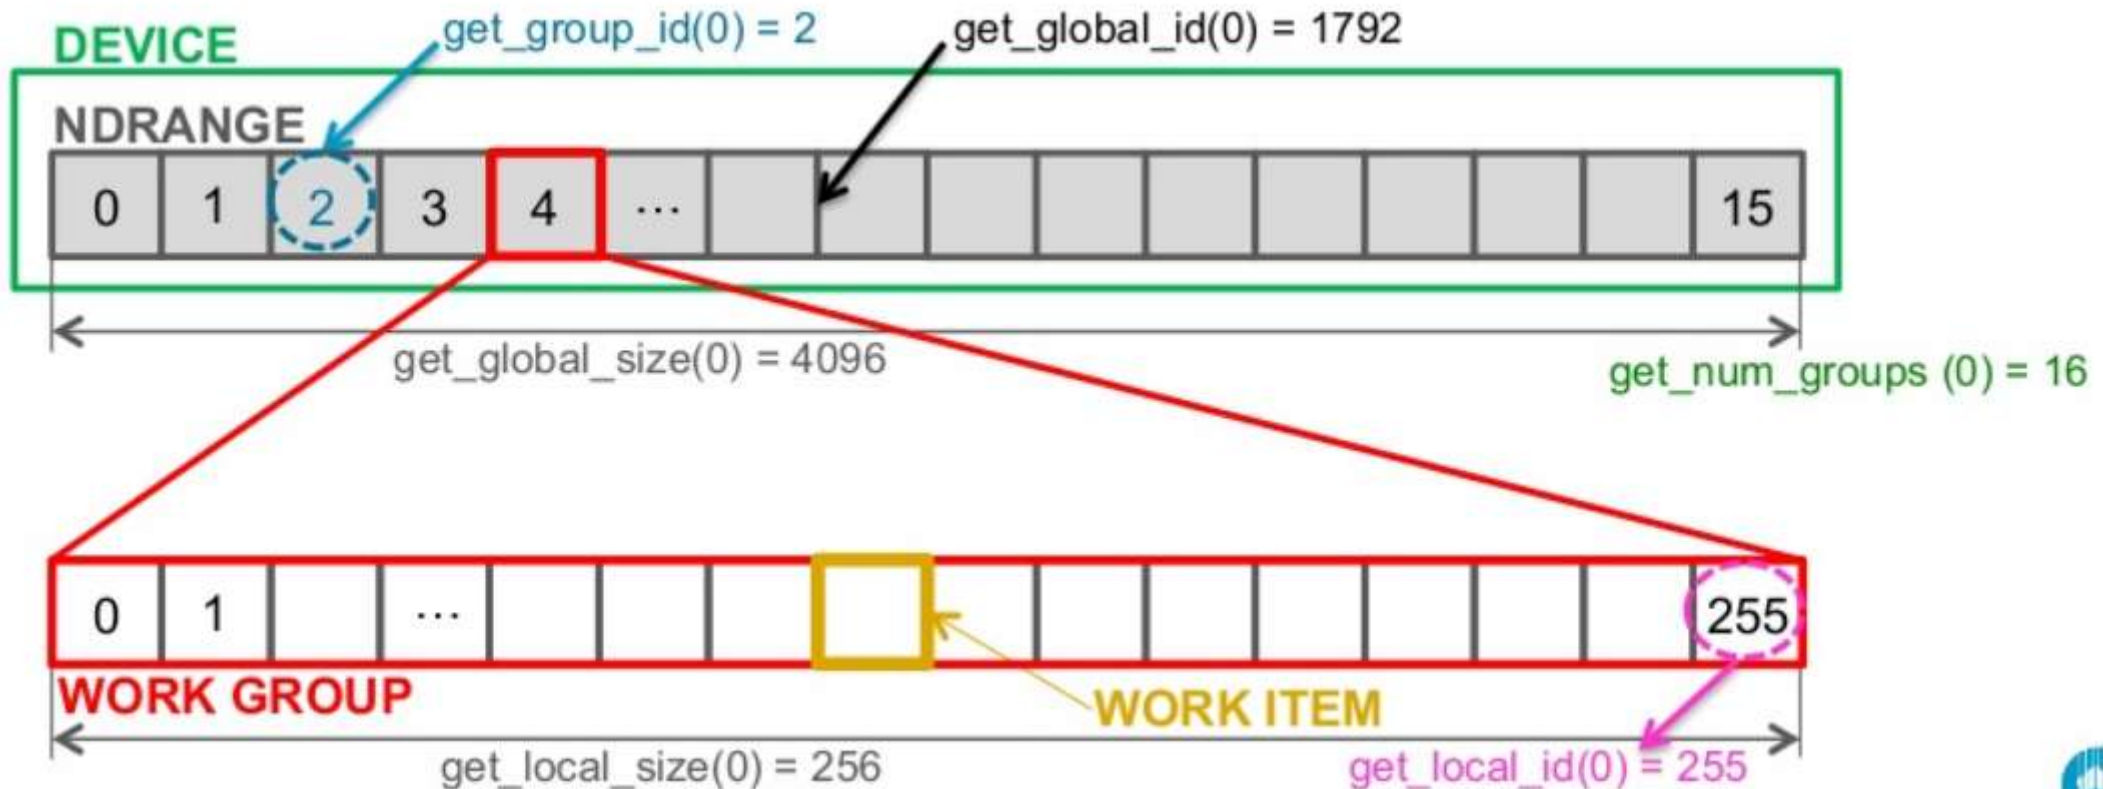 get_group_id(0) = 2
get_global_id(0) = 1792
DEVICE
NDRANGE
0 1 2 3 4 ... 15
get_global_size(0) = 4096
get_num_groups (0) = 16
0 1 ... 255
WORK GROUP
WORK ITEM
get_local_size(0) = 256
get_local_id(0) = 255